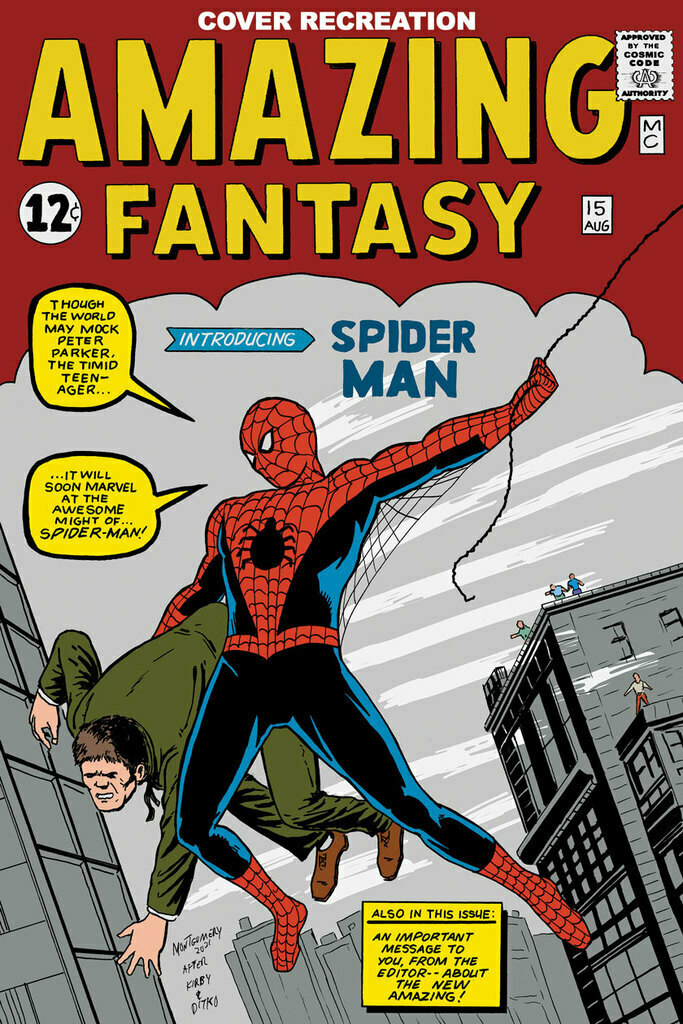 COVER RECREATION
AMAZING
FANTASY
APPROVED
BY THE
COSMIC
CODE
AUTHORITY
MC
12¢
15
AUG
THOUGH
THE WORLD
MAY MOCK
PETER
PARKER,
THE TIMID
TEEN-
AGER...
INTRODUCING
SPIDER
MAN
...IT WILL
SOON MARVEL
AT THE
AWESOME
MIGHT OF...
SPIDER-MAN!
ALSO IN THIS ISSUE:
AN IMPORTANT
MESSAGE TO
YOU, FROM THE
EDITOR--ABOUT
THE NEW
AMAZING!
MONTGOMERY
2021
AFTER
KIRBY
&
DITKO